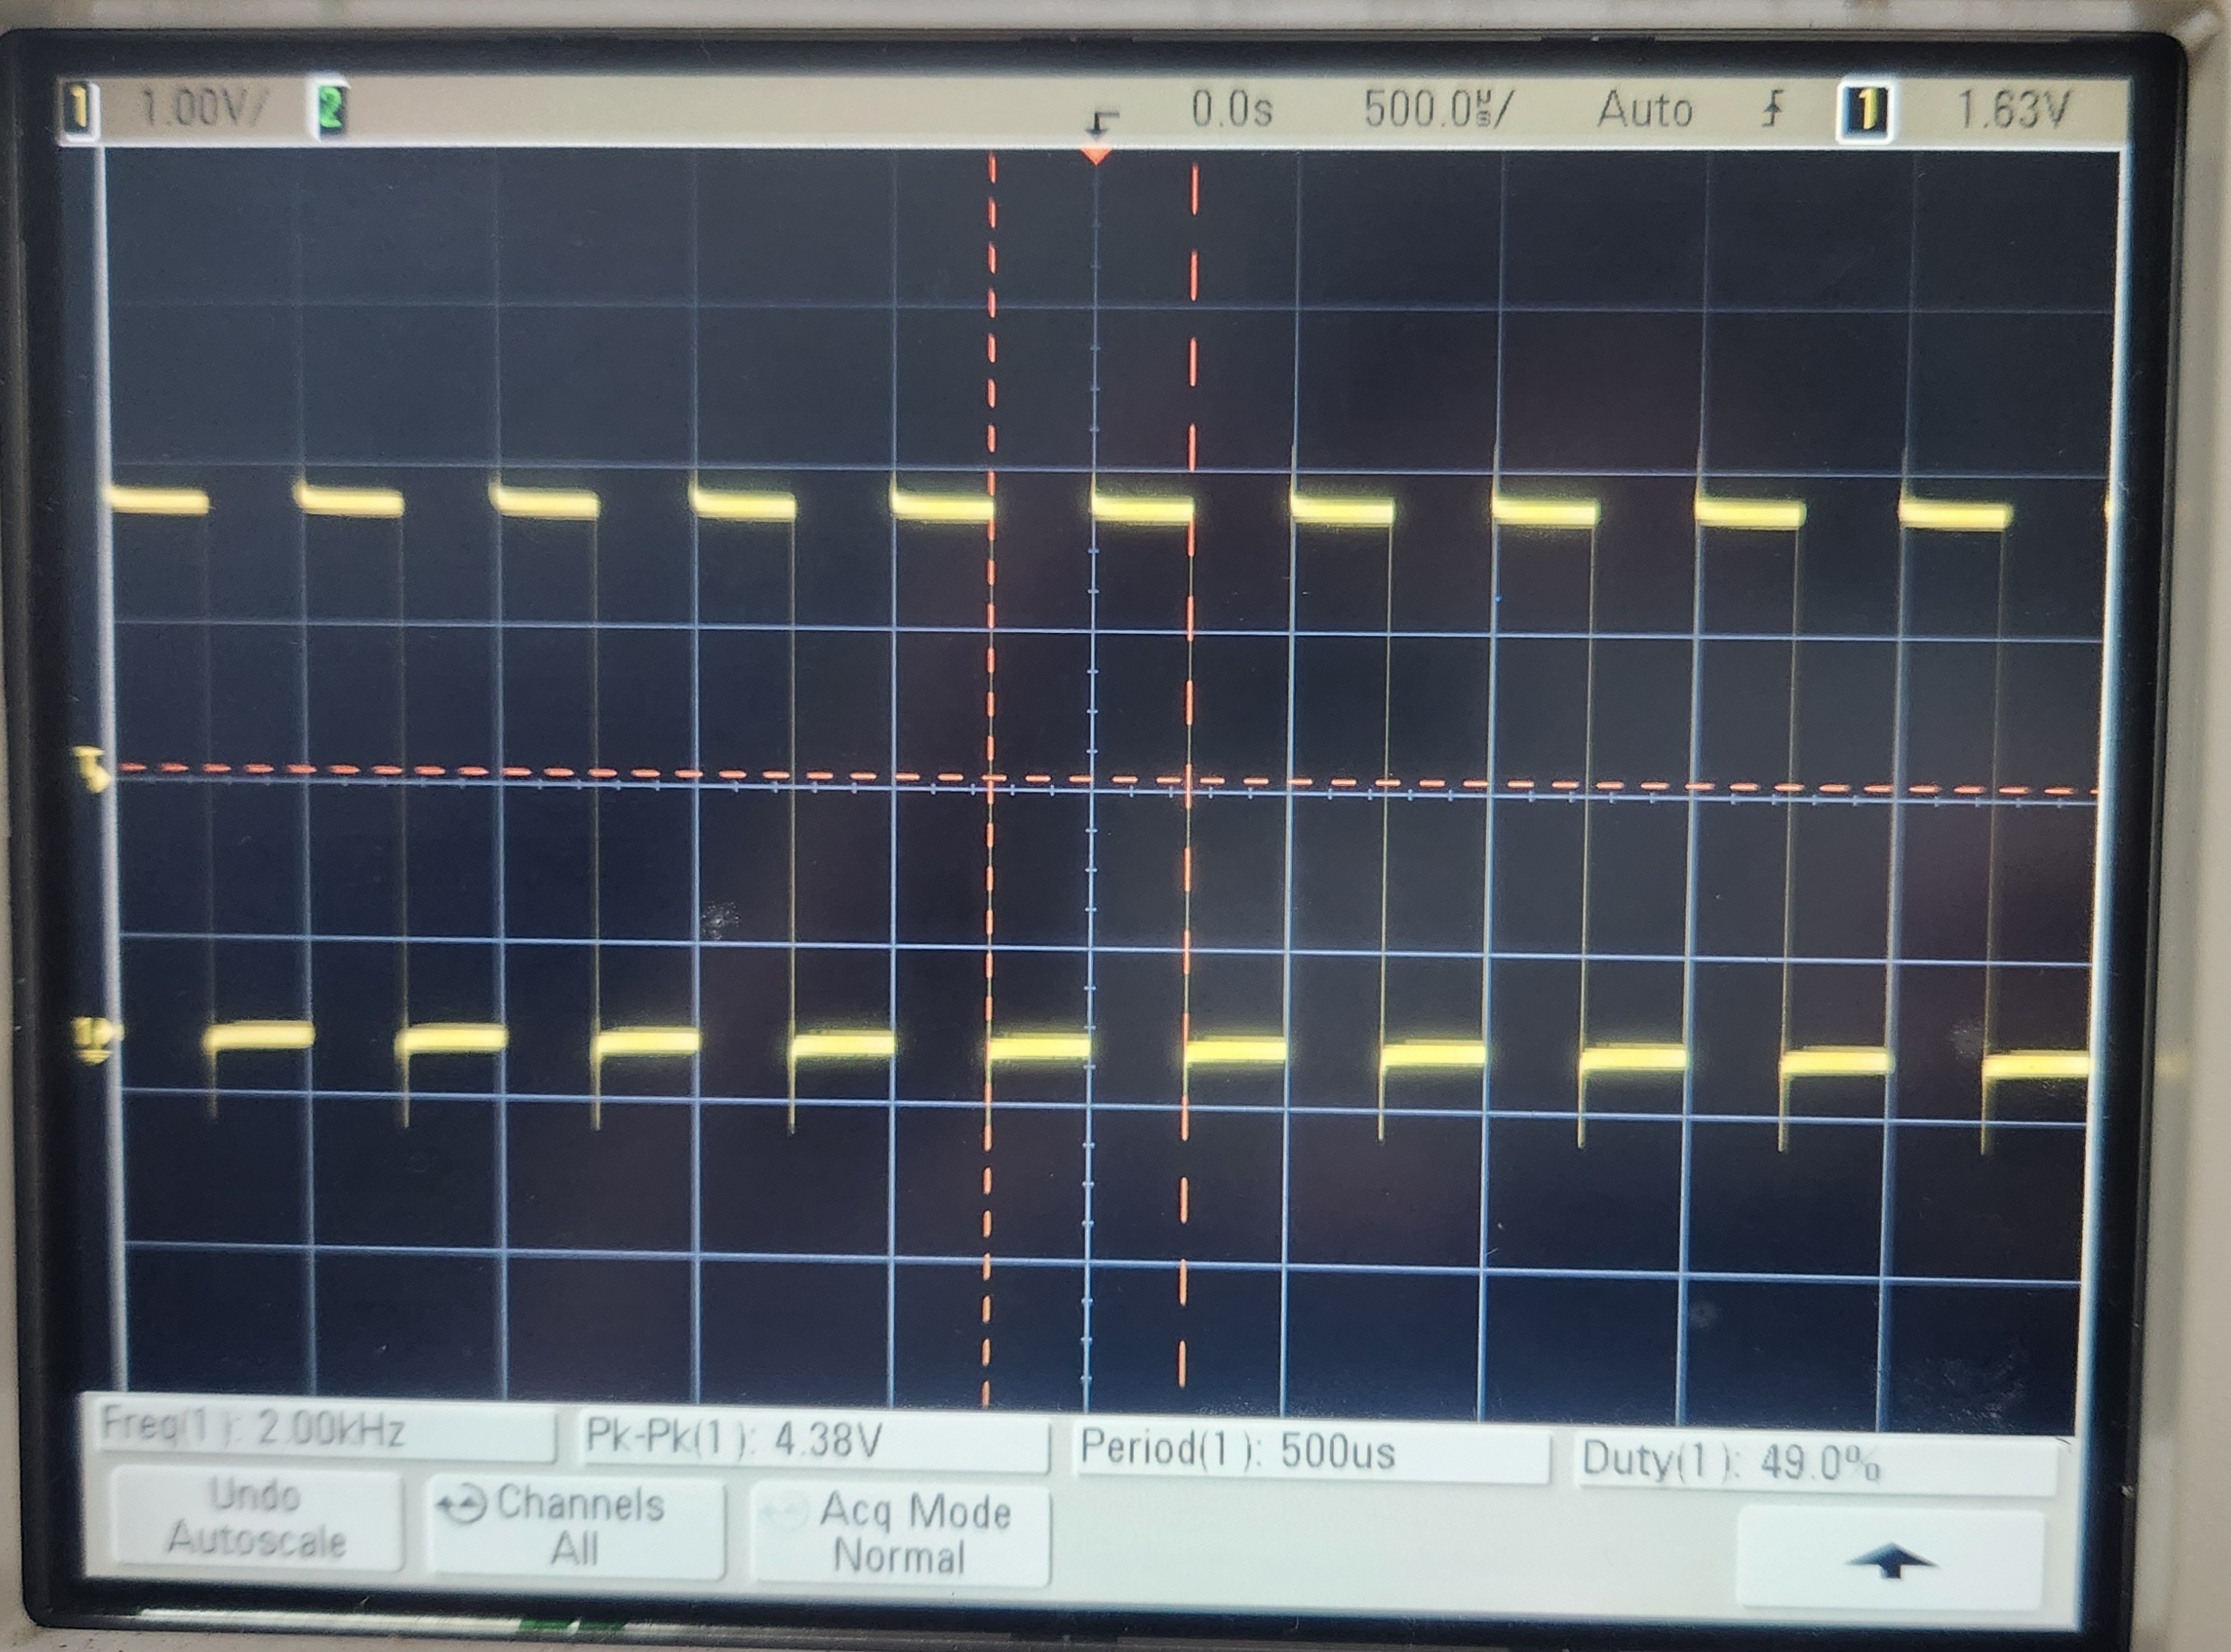 1 1.00V/ 2 0.0s 500.0µs/ Auto 1 1.63V
T
Freq(1): 2.00kHz Pk-Pk(1): 4.38V Period(1): 500us Duty(1): 49.0%
Undo Autoscale
Channels All
Acq Mode Normal